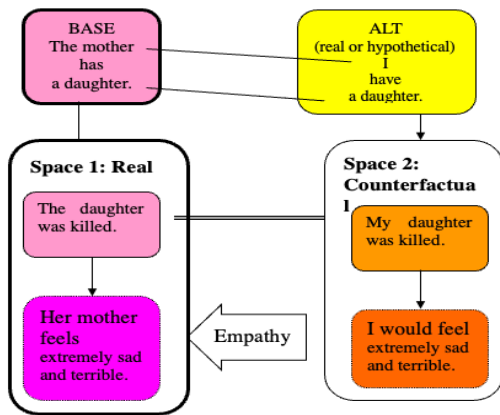 BASE
The mother
has
a daughter.
ALT
(real or hypothetical)
I
have
a daughter.
Space 1: Real
The daughter
was killed.
Her mother
feels
extremely sad
and terrible.
Empathy
Space 2:
Counterfactua
l
My daughter
was killed.
I would feel
extremely sad
and terrible.